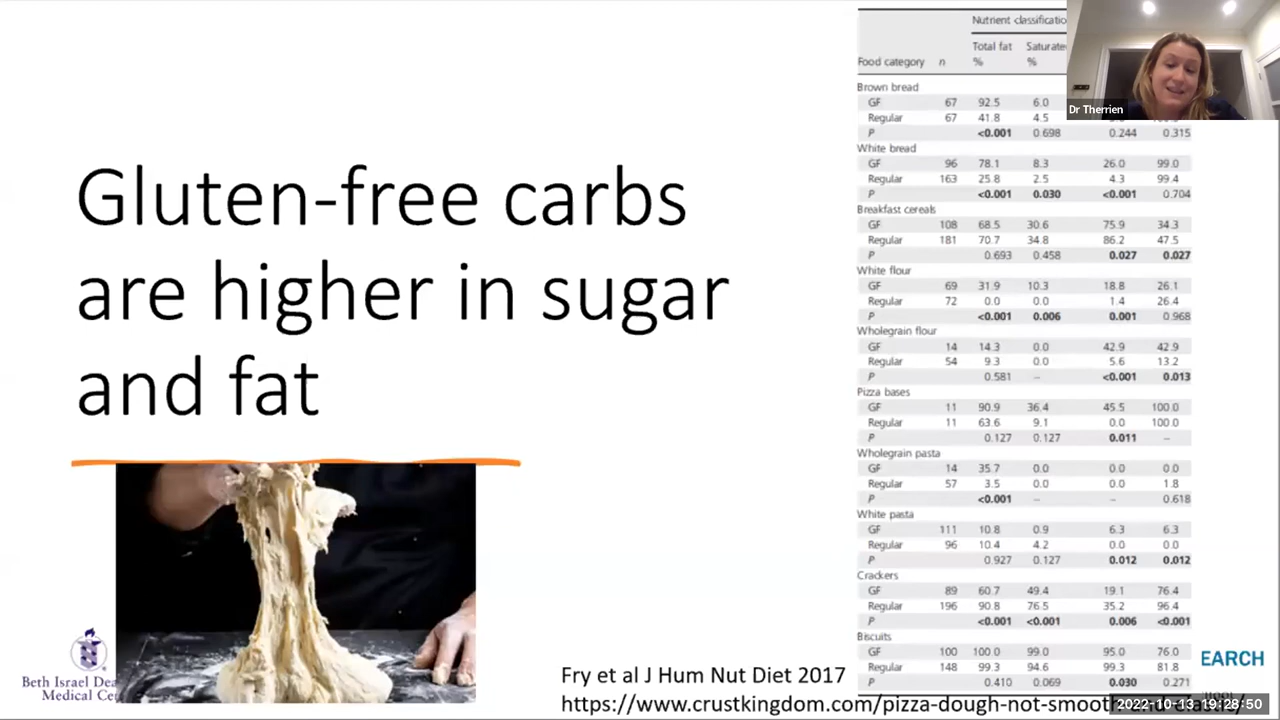 Gluten-free carbs
are higher in sugar
and fat
Nutrient
Total fat
Food category n % %
Brown bread
GF 67 92.5 6.0
Regular 67 41.8 4.5
P <0.001 0.698 0.244 0.315
White bread
GF 96 78.1 8.3 26.0 99.0
Regular 163 25.8 2.5 4.3 99.4
P <0.001 0.030 <0.001 0.704
Breakfast cereals
GF 108 68.5 30.6 75.9 34.3
Regular 181 70.7 34.8 86.2 47.5
P 0.693 0.458 0.027 0.027
White flour
GF 69 31.9 10.3 18.8 26.1
Regular 72 0.0 0.0 1.4 26.4
P <0.001 0.006 0.001 0.968
Wholegrain flour
GF 14 14.3 0.0 42.9 42.9
Regular 54 9.3 0.0 5.6 13.2
P 0.581 – <0.001 0.013
Pizza bases
GF 11 90.9 36.4 45.5 100.0
Regular 11 63.6 9.1 0.0 100.0
P 0.127 0.127 0.011 –
Wholegrain pasta
GF 14 35.7 0.0 0.0 0.0
Regular 57 3.5 0.0 0.0 1.8
P <0.001 – – 0.618
White pasta
GF 111 10.8 0.9 6.3 6.3
Regular 96 10.4 4.2 0.0 0.0
P 0.927 0.127 0.012 0.012
Crackers
GF 89 60.7 49.4 19.1 76.4
Regular 196 90.8 76.5 35.2 96.4
P <0.001 <0.001 0.006 <0.001
Biscuits
GF 100 100.0 99.0 95.0 76.0
Regular 148 99.3 94.6 99.3 81.8
P 0.410 0.069 0.030 0.271
Dr Therrien
Beth Israel Dea
Medical Ce
EARCH
Fry et al J Hum Nut Diet 2017
https://www.crustkingdom.com/pizza-dough-not-smooth
2022-10-13 19:28:50